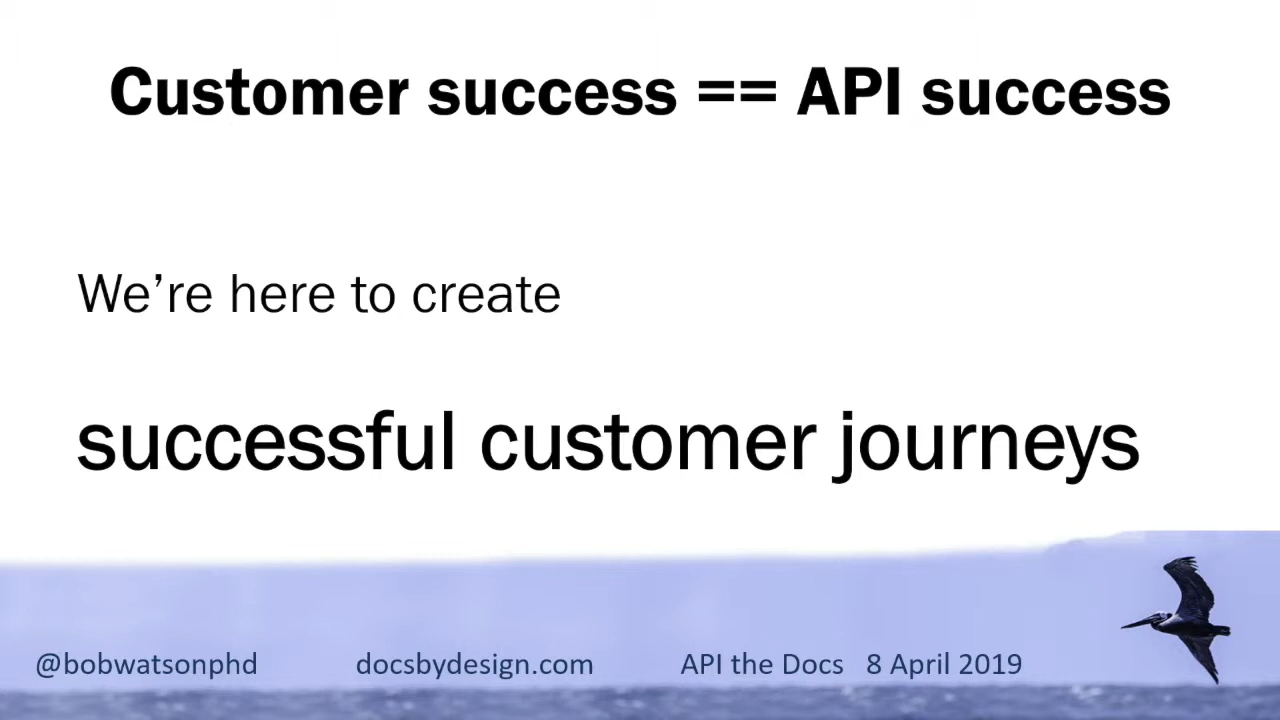 Customer success == API success
We’re here to create
successful customer journeys
@bobwatsonphd docsbydesign.com API the Docs 8 April 2019